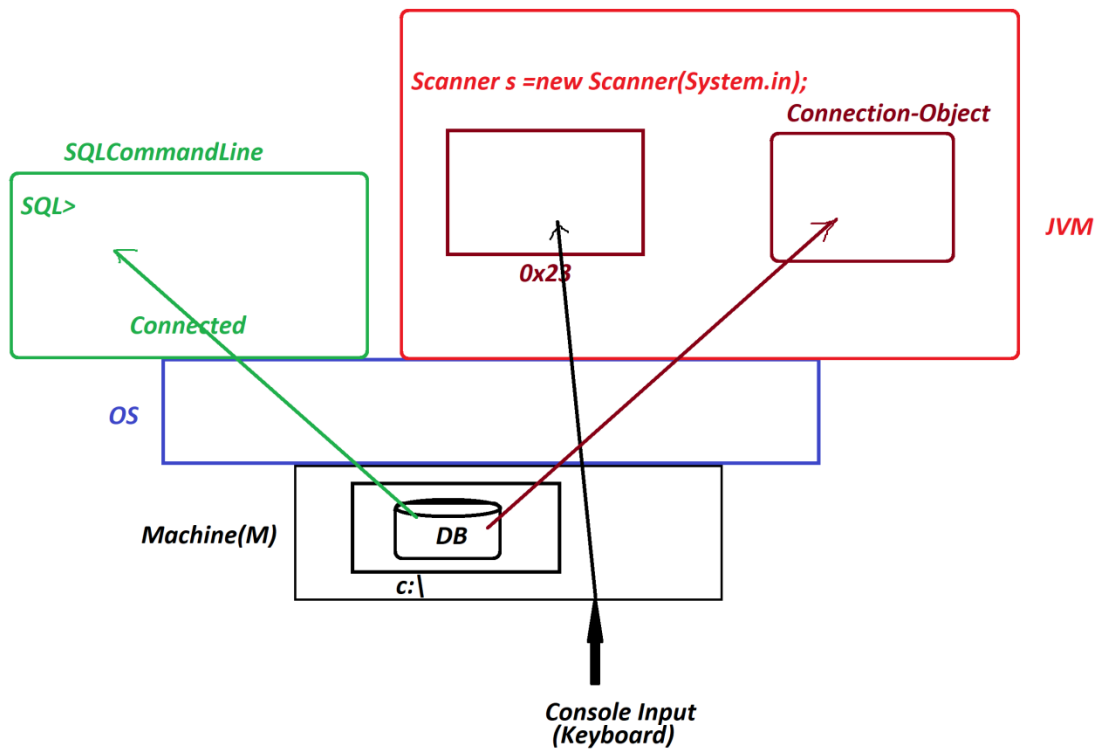 Scanner s =new Scanner(System.in);
Connection-Object
SQLCommandLine
SQL>
JVM
0x23
Connected
OS
Machine(M)
DB
c:\
Console Input
(Keyboard)